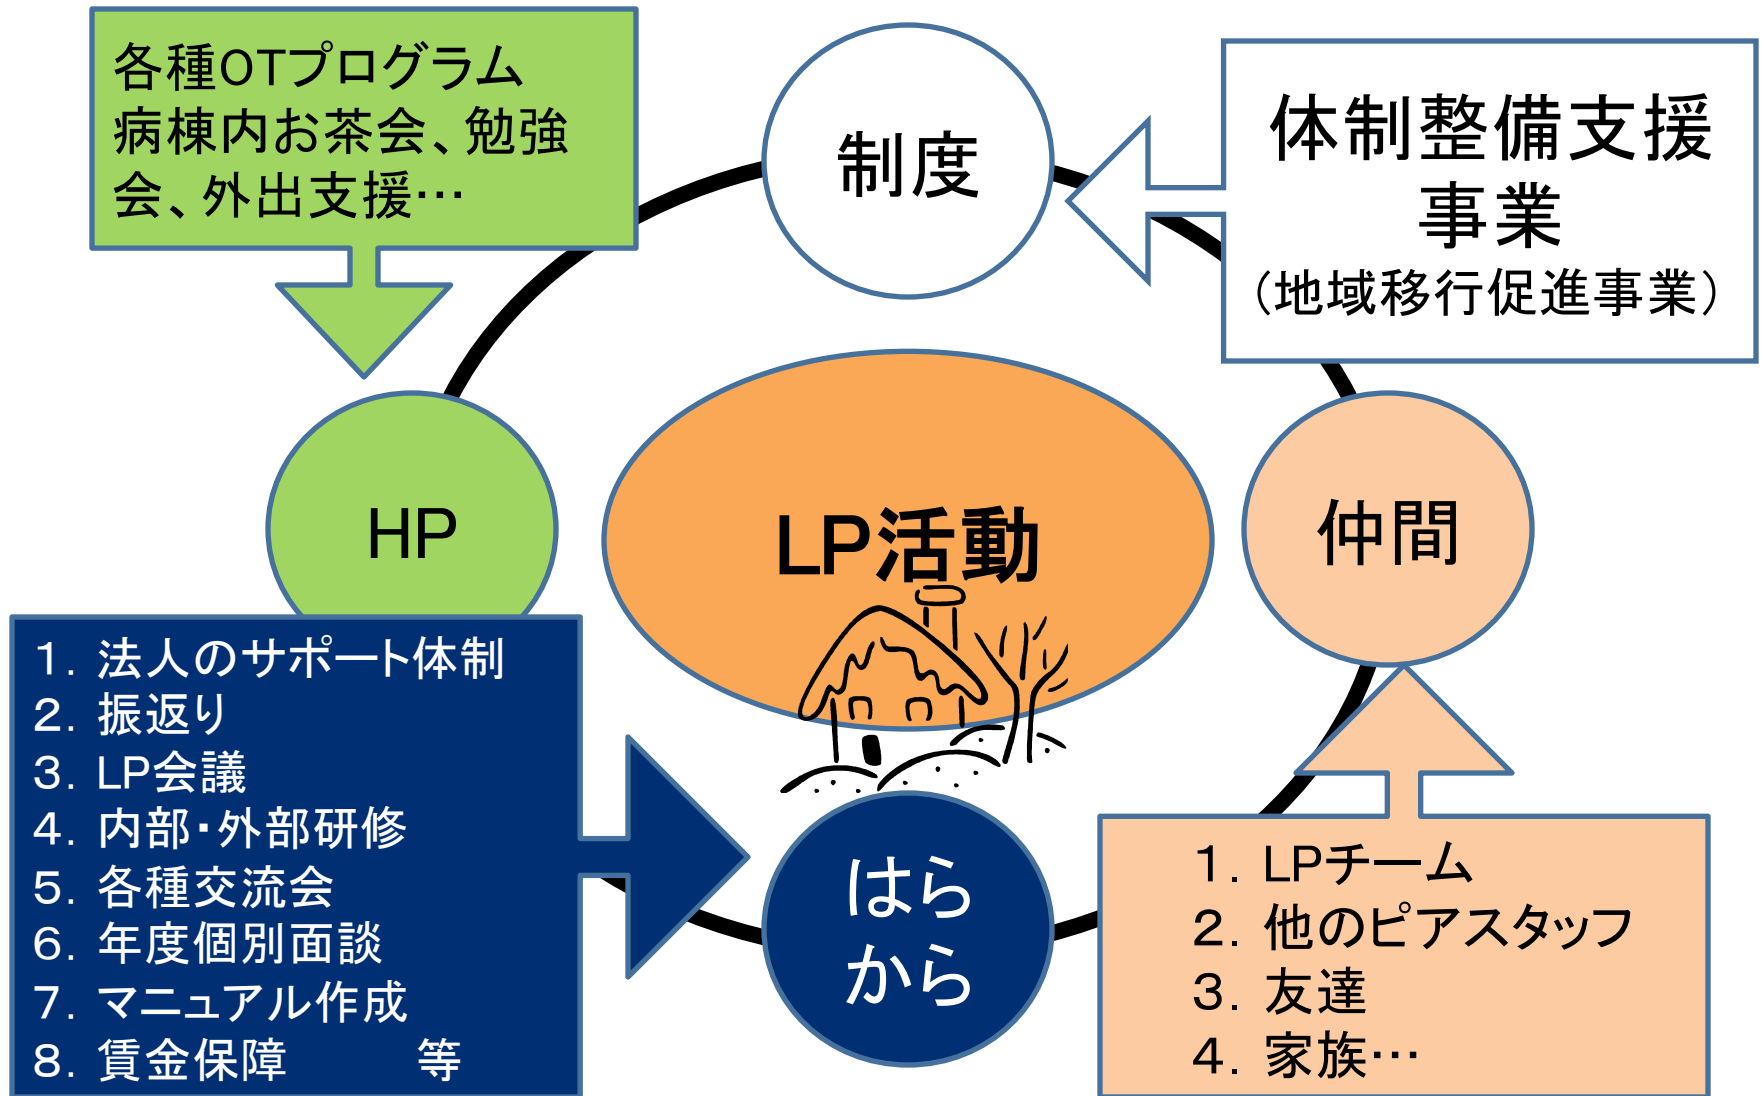 各種OTプログラム
病棟内お茶会、勉強
会、外出支援…
制度
体制整備支援
事業
（地域移行促進事業）
HP
LP活動
仲間
1．法人のサポート体制
2．振返り
3．LP会議
4．内部・外部研修
5．各種交流会
6．年度個別面談
7．マニュアル作成
8．賃金保障　　　等
はら
から
1．LPチーム
2．他のピアスタッフ
3．友達
4．家族…